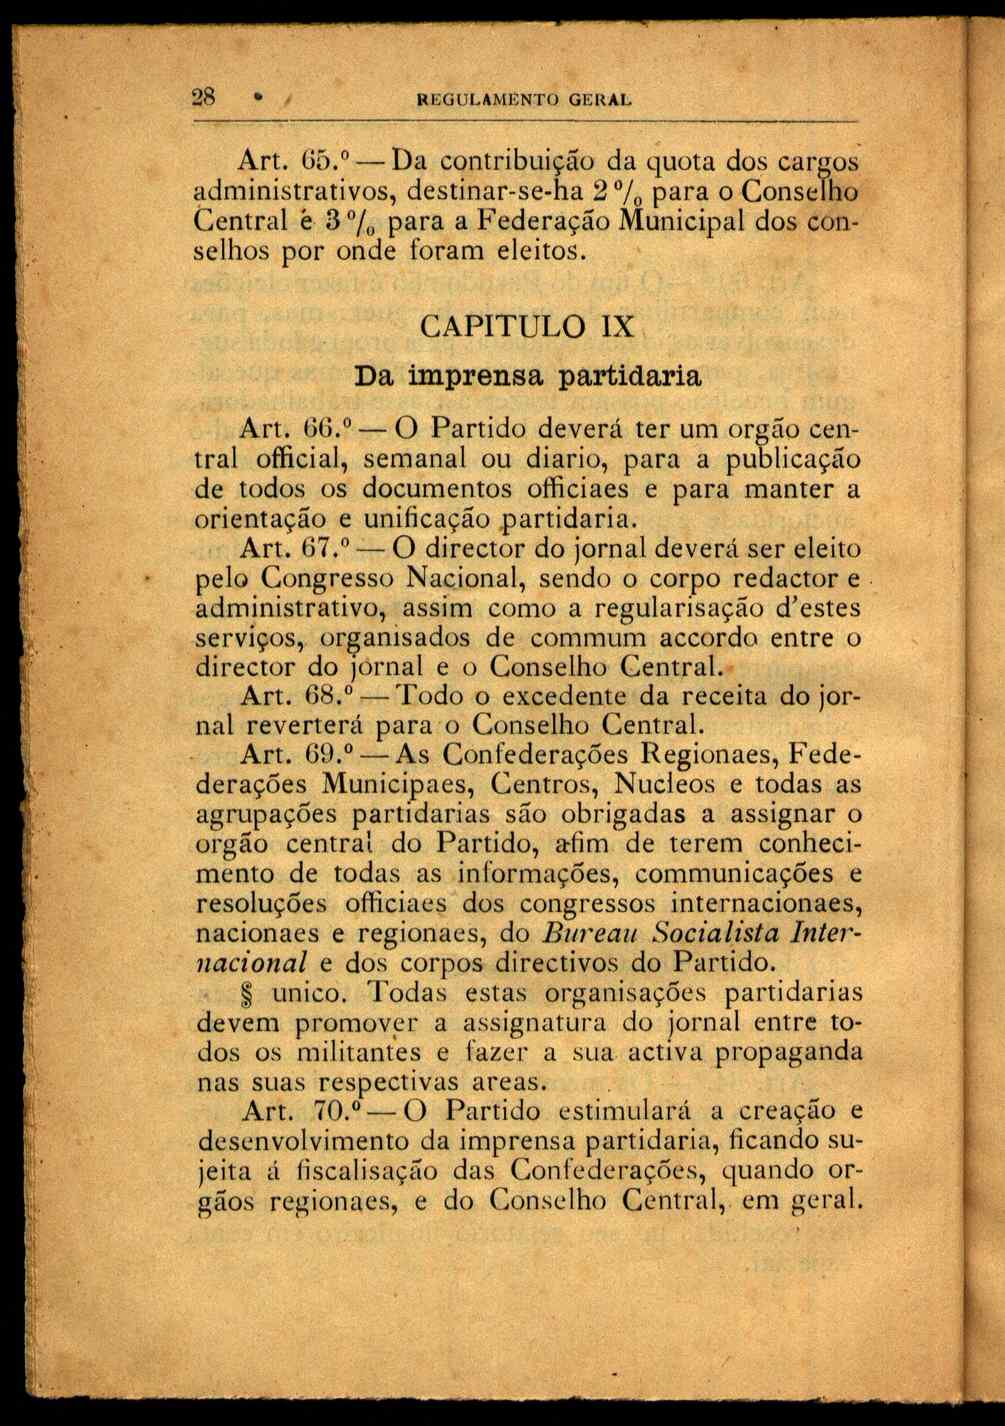 28 REGULAMENTO GERAL
Art. 65.º — Da contribuição da quota dos cargos
administrativos, destinar-se-ha 2 % para o Conselho
Central e 3 % para a Federação Municipal dos con-
selhos por onde foram eleitos.
CAPITULO IX
Da imprensa partidaria
Art. 66.º — O Partido deverá ter um orgão cen-
tral official, semanal ou diario, para a publicação
de todos os documentos officiaes e para manter a
orientação e unificação partidaria.
Art. 67.º — O director do jornal deverá ser eleito
pelo Congresso Nacional, sendo o corpo redactor e
administrativo, assim como a regularisação d'estes
serviços, organisados de commum accordo entre o
director do jornal e o Conselho Central.
Art. 68.º — Todo o excedente da receita do jor-
nal reverterá para o Conselho Central.
Art. 69.º — As Confederações Regionaes, Fede-
derações Municipaes, Centros, Nucleos e todas as
agrupações partidarias são obrigadas a assignar o
orgão central do Partido, a-fim de terem conheci-
mento de todas as informações, communicações e
resoluções officiaes dos congressos internacionaes,
nacionaes e regionaes, do Bureau Socialista Inter-
nacional e dos corpos directivos do Partido.
§ unico. Todas estas organisações partidarias
devem promover a assignatura do jornal entre to-
dos os militantes e fazer a sua activa propaganda
nas suas respectivas areas.
Art. 70.º — O Partido estimulará a creação e
desenvolvimento da imprensa partidaria, ficando su-
jeita á fiscalisação das Confederações, quando or-
gãos regionaes, e do Conselho Central, em geral.